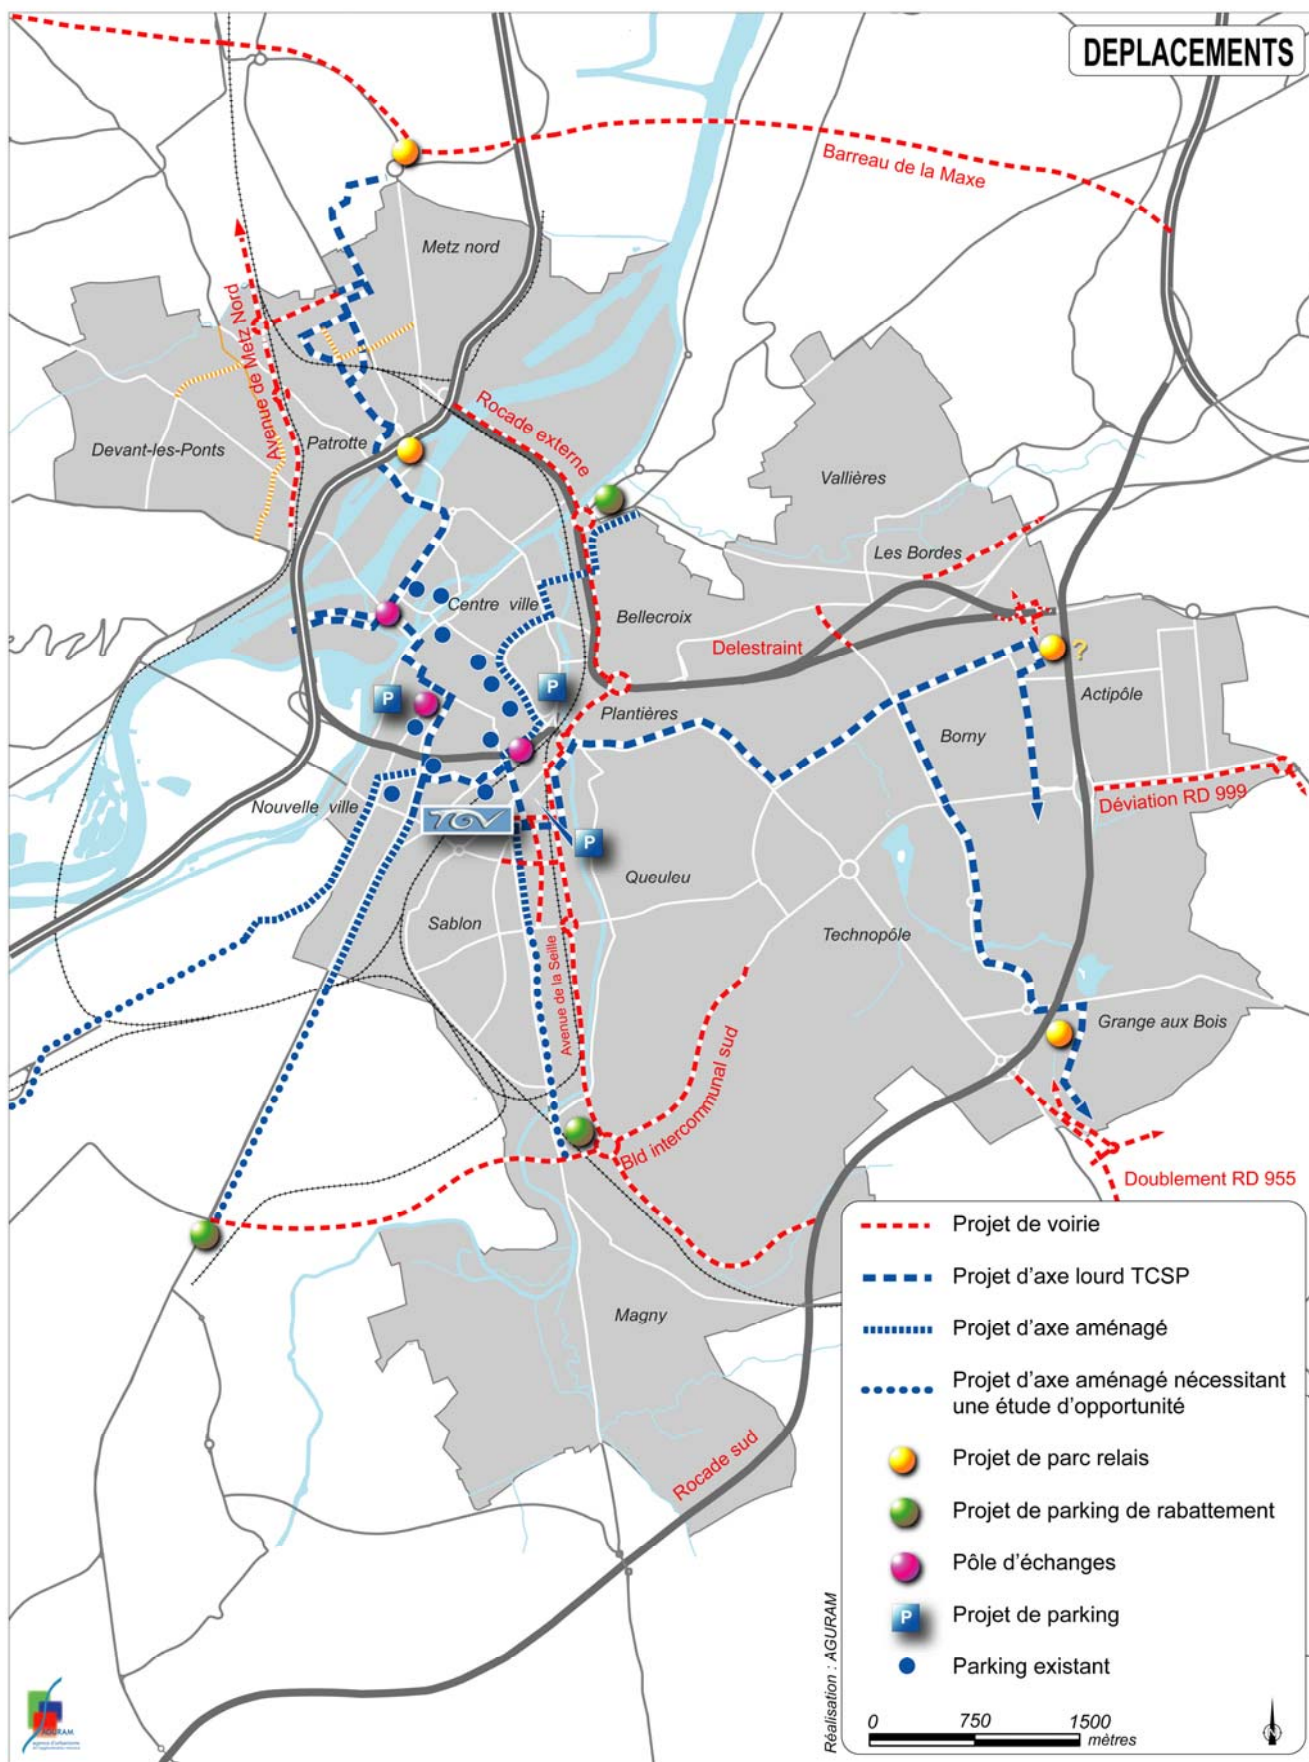 DEPLACEMENTS
Barreau de la Maxe
Metz nord
Avenue de Metz Nord
Rocade externe
Devant-les-Ponts
Patrotte
Vallières
Les Bordes
Centre ville
Bellecroix
Delestraint
?
P
P
Plantières
Actipôle
Borny
Nouvelle ville
Déviation RD 999
TGV
P
Queuleu
Sablon
Technopôle
Avenue de la Seille
Grange aux Bois
Bld intercommunal sud
Doublement RD 955
Magny
Rocade sud
Projet de voirie
Projet d'axe lourd TCSP
Projet d'axe aménagé
Projet d'axe aménagé nécessitant
une étude d'opportunité
Projet de parc relais
Projet de parking de rabattement
Pôle d'échanges
P
Projet de parking
Parking existant
Réalisation : AGURAM
0 750 1500
mètres
N
AGURAM